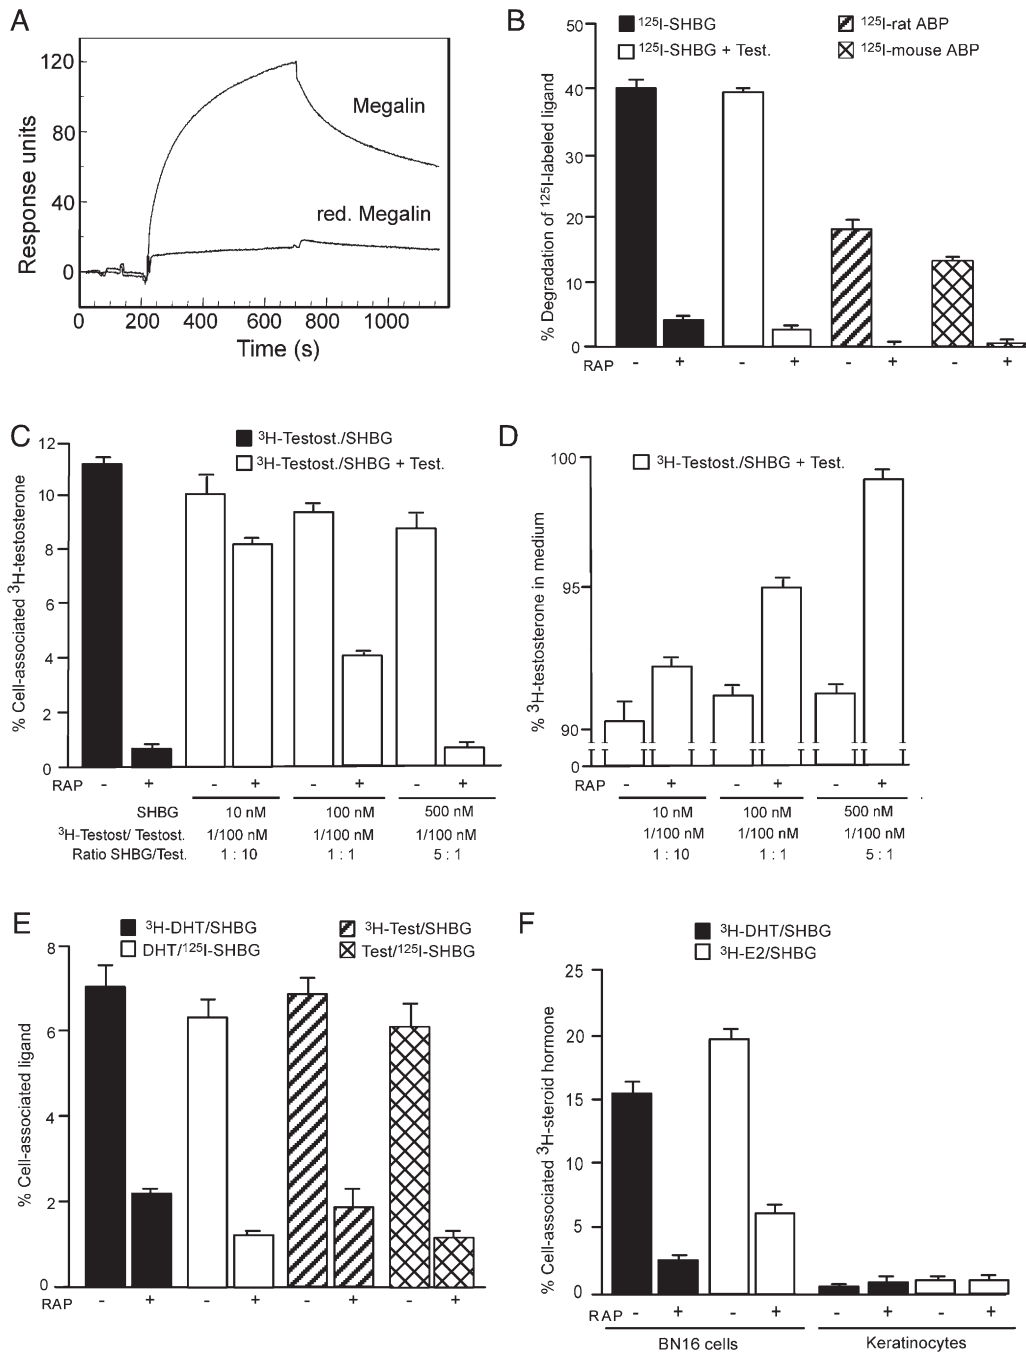 A
Response units
120
80
40
0
Megalin
red. Megalin
0 200 400 600 800 1000
Time (s)
B
¹²⁵I-SHBG
¹²⁵I-SHBG + Test.
¹²⁵I-rat ABP
¹²⁵I-mouse ABP
% Degradation of ¹²⁵I-labeled ligand
50
40
30
20
10
0
RAP - + - + - + - +
C
³H-Testost./SHBG
³H-Testost./SHBG + Test.
% Cell-associated ³H-testosterone
12
10
8
6
4
2
0
RAP - + - + - + - +
SHBG 10 nM 100 nM 500 nM
³H-Testost/ Testost. 1/100 nM 1/100 nM 1/100 nM
Ratio SHBG/Test. 1 : 10 1 : 1 5 : 1
D
³H-Testost./SHBG + Test.
% ³H-testosterone in medium
100
95
90
0
- + - + - +
10 nM 100 nM 500 nM
1/100 nM 1/100 nM 1/100 nM
1 : 10 1 : 1 5 : 1
E
³H-DHT/SHBG
DHT/¹²⁵I-SHBG
³H-Test/SHBG
Test/¹²⁵I-SHBG
% Cell-associated ligand
8
6
4
2
0
RAP - + - + - + - +
F
³H-DHT/SHBG
³H-E2/SHBG
% Cell-associated ³H-steroid hormone
25
20
15
10
5
0
RAP - + - + - + - +
BN16 cells Keratinocytes